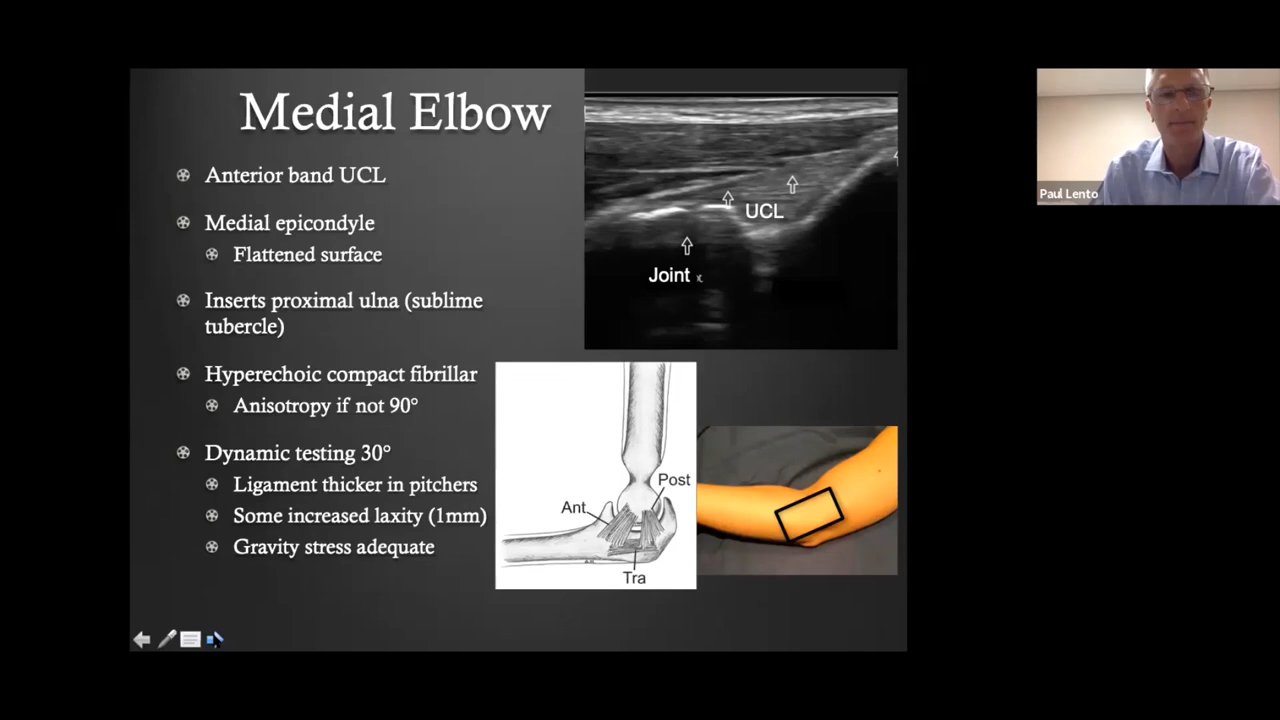 Medial Elbow
Anterior band UCL
Medial epicondyle
Flattened surface
Inserts proximal ulna (sublime
tubercle)
Hyperechoic compact fibrillar
Anisotropy if not 90°
Dynamic testing 30°
Ligament thicker in pitchers
Some increased laxity (1mm)
Gravity stress adequate
UCL
Joint
Post
Ant
Tra
Paul Lento